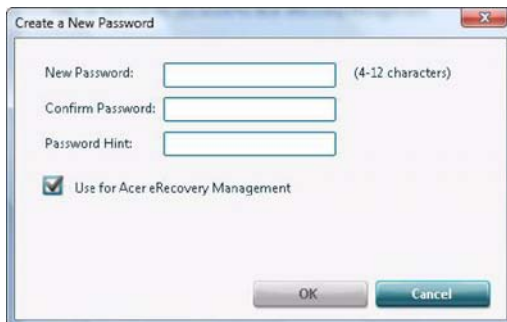 Create a New Password
New Password: (4-12 characters)
Confirm Password:
Password Hint:
Use for Acer eRecovery Management
OK Cancel